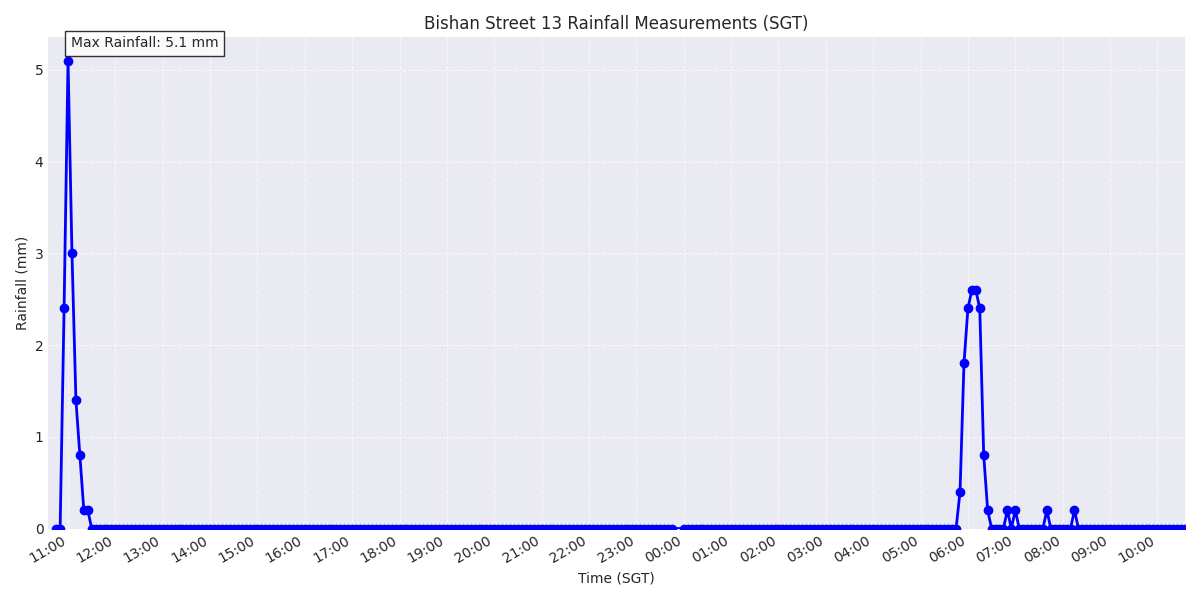 Bishan Street 13 Rainfall Measurements (SGT)
Max Rainfall: 5.1 mm
Rainfall (mm)
5
4
3
2
1
0
11:00 12:00 13:00 14:00 15:00 16:00 17:00 18:00 19:00 20:00 21:00 22:00 23:00 00:00 01:00 02:00 03:00 04:00 05:00 06:00 07:00 08:00 09:00 10:00
Time (SGT)